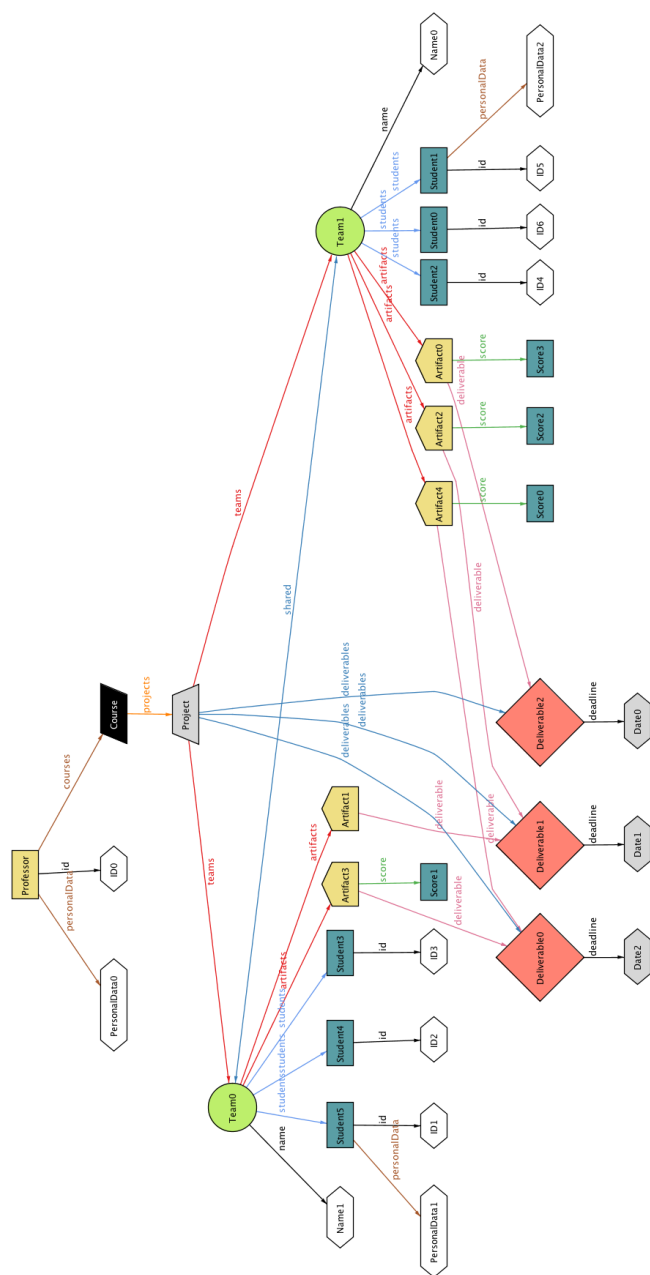 Professor
courses
id
personalData
Course
ID0
PersonalData0
projects
Project
teams
teams
shared
deliverables
deliverables
deliverables
Team0
Team1
name
students
students
students
artifacts
artifacts
artifacts
artifacts
artifacts
students
students
students
name
Name1
Student5
Student4
Student3
Artifact3
Artifact1
Artifact4
Artifact2
Artifact0
Student2
Student0
Student1
Name0
personalData
id
id
id
score
deliverable
deliverable
score
score
score
deliverable
deliverable
deliverable
id
id
id
personalData
PersonalData1
ID1
ID2
ID3
Score1
Deliverable0
Deliverable1
Deliverable2
Score0
Score2
Score3
ID4
ID6
ID5
PersonalData2
deadline
deadline
deadline
Date2
Date1
Date0